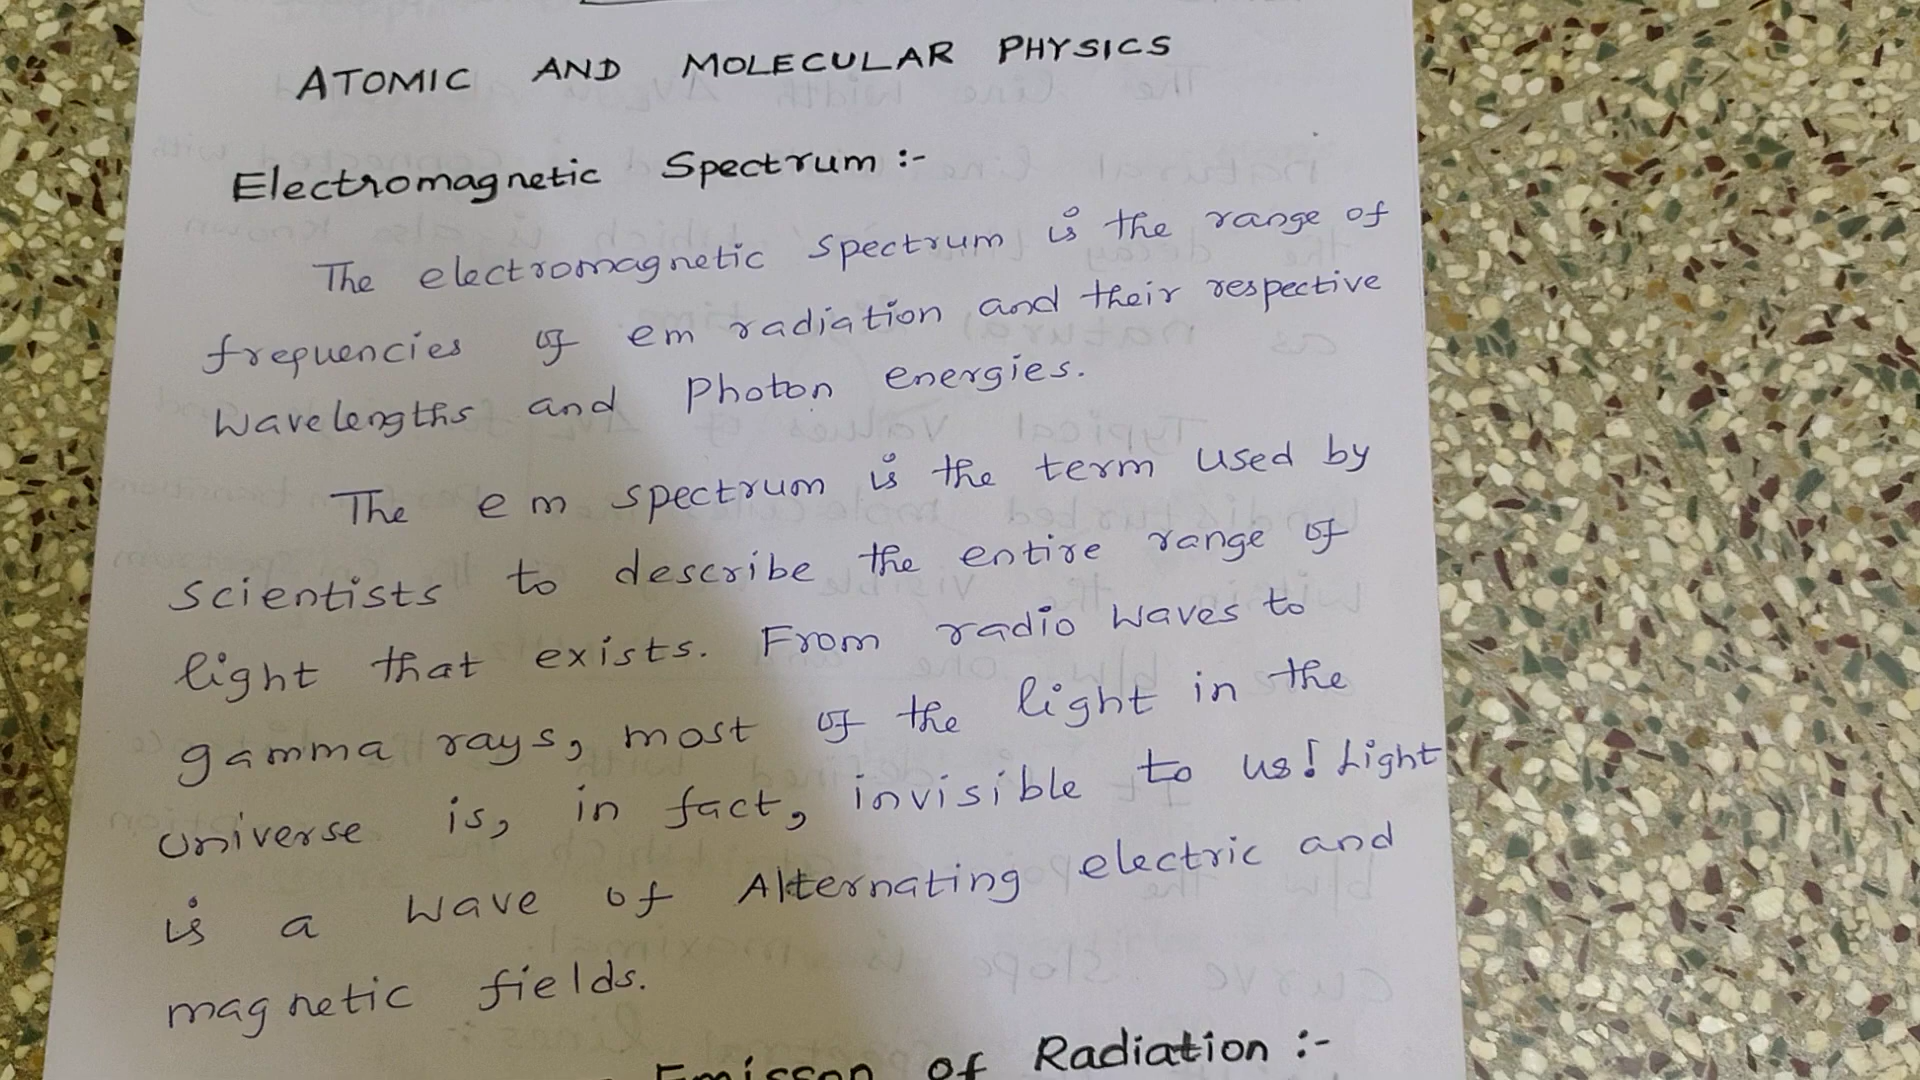 ATOMIC AND MOLECULAR PHYSICS
Electromagnetic Spectrum :-
The electromagnetic spectrum is the range of
frequencies of em radiation and their respective
wavelengths and photon energies.
The em spectrum is the term used by
scientists to describe the entire range of
light that exists. From radio waves to
gamma rays, most of the light in the
universe is, in fact, invisible to us! Light
is a wave of Alternating electric and
magnetic fields.
Emisson of Radiation :-